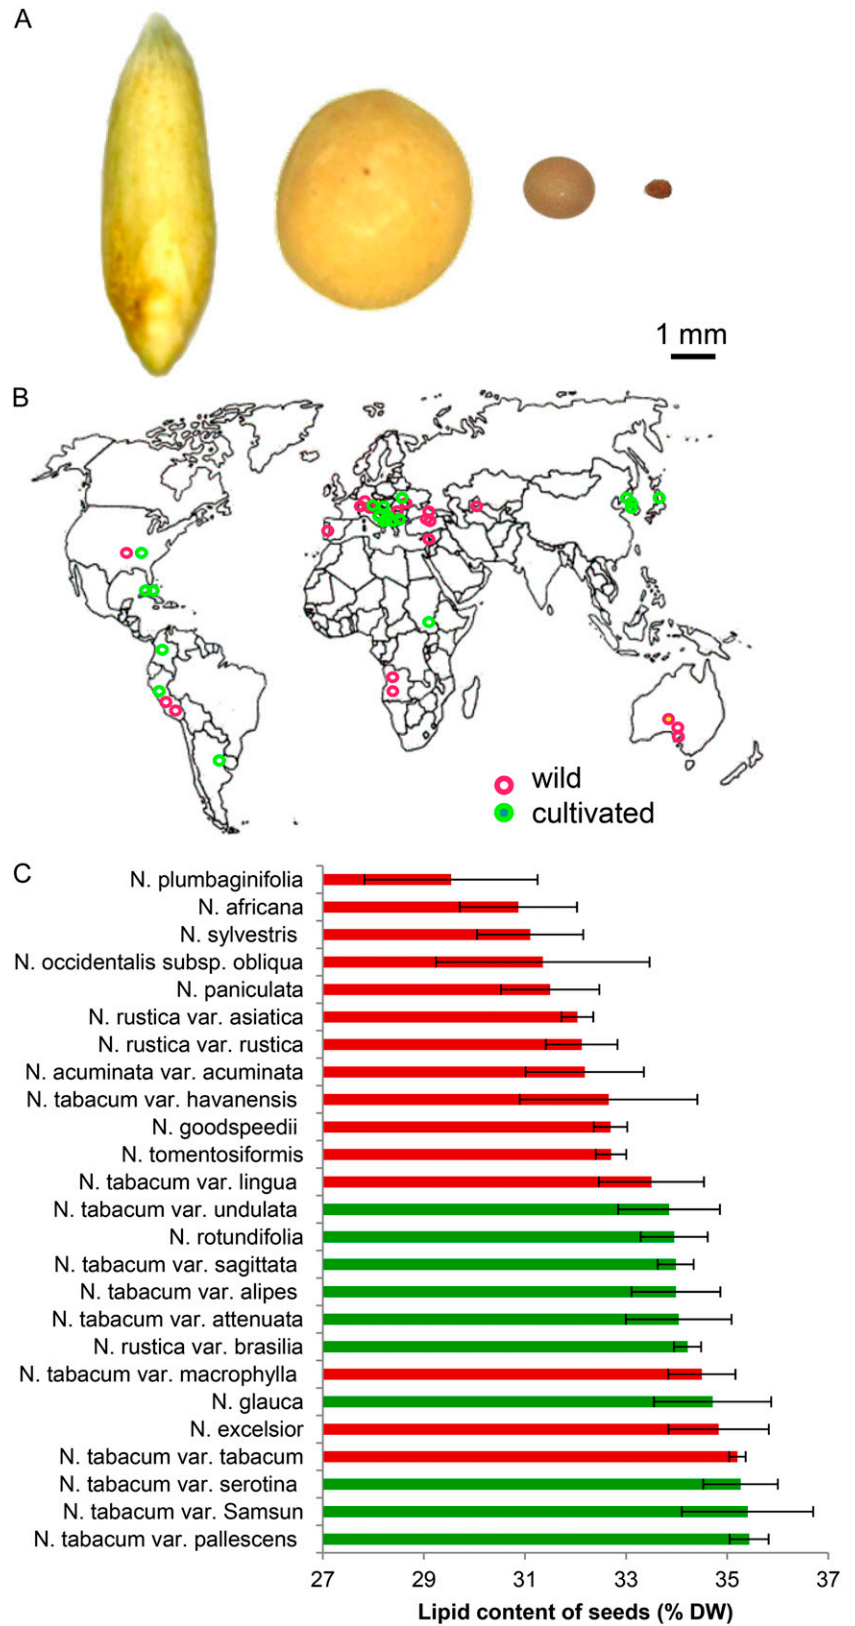 A
1 mm
B
wild
cultivated
C
N. plumbaginifolia
N. africana
N. sylvestris
N. occidentalis subsp. obliqua
N. paniculata
N. rustica var. asiatica
N. rustica var. rustica
N. acuminata var. acuminata
N. tabacum var. havanensis
N. goodspeedii
N. tomentosiformis
N. tabacum var. lingua
N. tabacum var. undulata
N. rotundifolia
N. tabacum var. sagittata
N. tabacum var. alipes
N. tabacum var. attenuata
N. rustica var. brasilia
N. tabacum var. macrophylla
N. glauca
N. excelsior
N. tabacum var. tabacum
N. tabacum var. serotina
N. tabacum var. Samsun
N. tabacum var. pallescens
27 29 31 33 35 37
Lipid content of seeds (% DW)